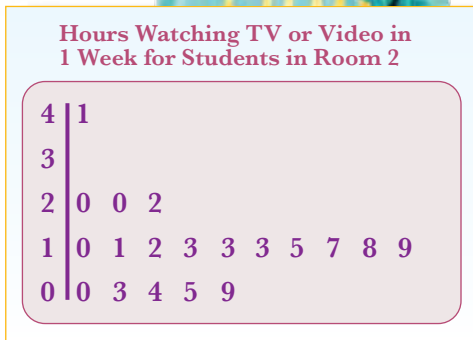 Hours Watching TV or Video in
1 Week for Students in Room 2
4 1
3
2 0 0 2
1 0 1 2 3 3 3 5 7 8 9
0 0 3 4 5 9